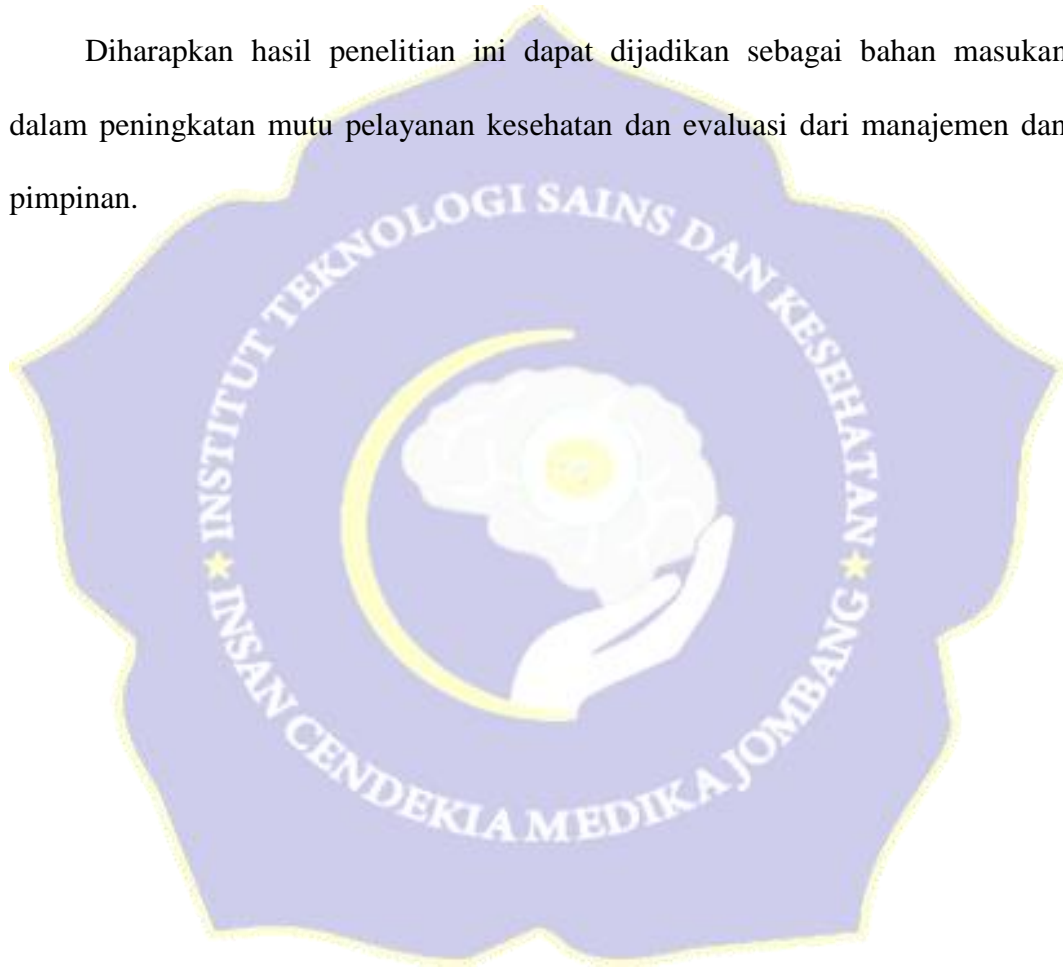 Diharapkan hasil penelitian ini dapat dijadikan sebagai bahan masukan
dalam peningkatan mutu pelayanan kesehatan dan evaluasi dari manajemen dan
pimpinan.
INSTITUT TEKNOLOGI SAINS DAN KESEHATAN
INSAN CENDEKIA MEDIKA JOMBANG